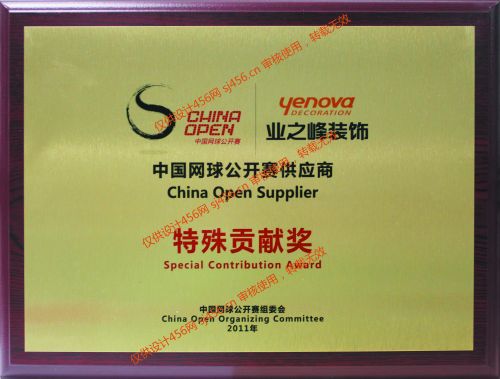 CHINA
OPEN
中国网球公开赛
yenova
DECORATION
业之峰装饰
中国网球公开赛供应商
China Open Supplier
特殊贡献奖
Special Contribution Award
中国网球公开赛组委会
China Open Organizing Committee
2011年
仅供设计456网 sj456.cn 审核使用，转载无效
仅供设计456网 sj456.cn 审核使用，转载无效
仅供设计456网 sj456.cn 审核使用，转载无效